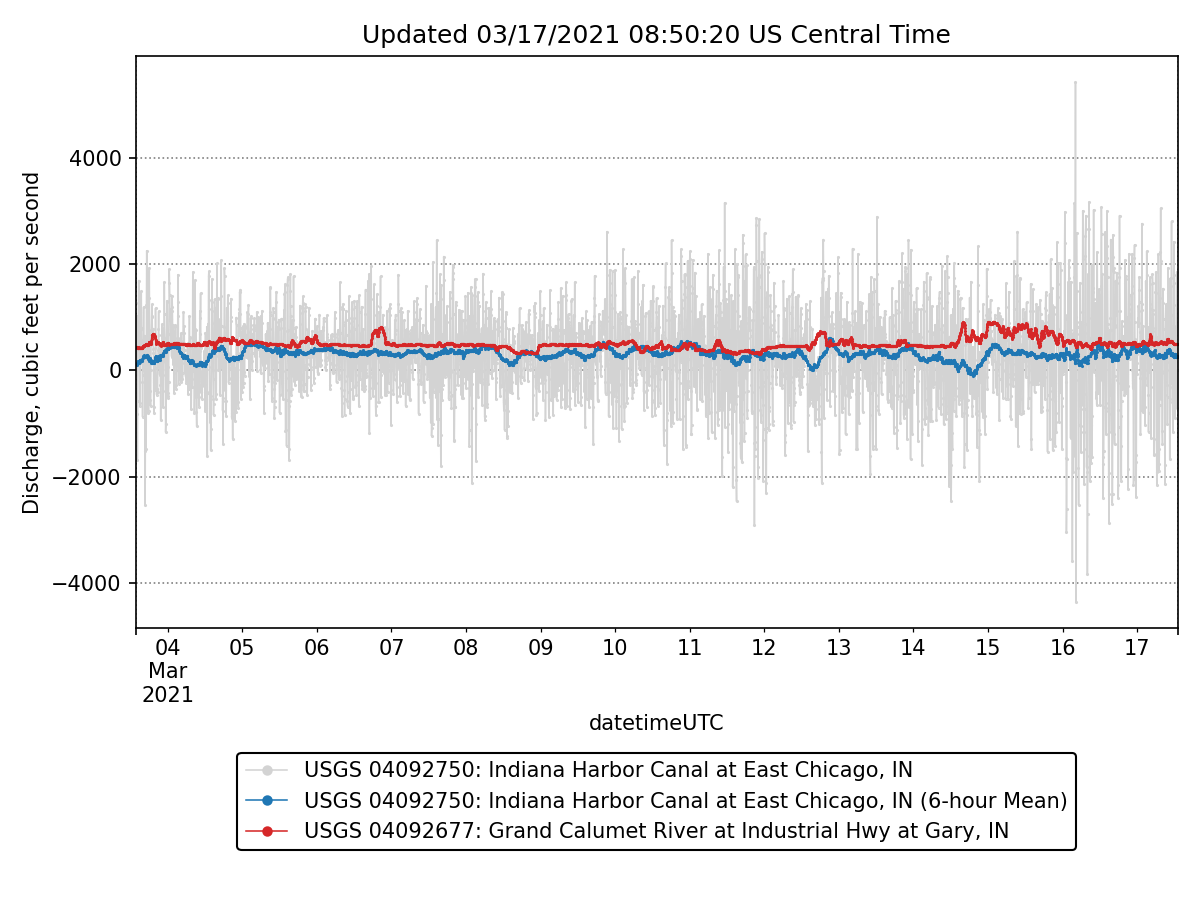 Updated 03/17/2021 08:50:20 US Central Time
Discharge, cubic feet per second
4000
2000
0
−2000
−4000
04 05 06 07 08 09 10 11 12 13 14 15 16 17
Mar
2021
datetimeUTC
USGS 04092750: Indiana Harbor Canal at East Chicago, IN
USGS 04092750: Indiana Harbor Canal at East Chicago, IN (6-hour Mean)
USGS 04092677: Grand Calumet River at Industrial Hwy at Gary, IN